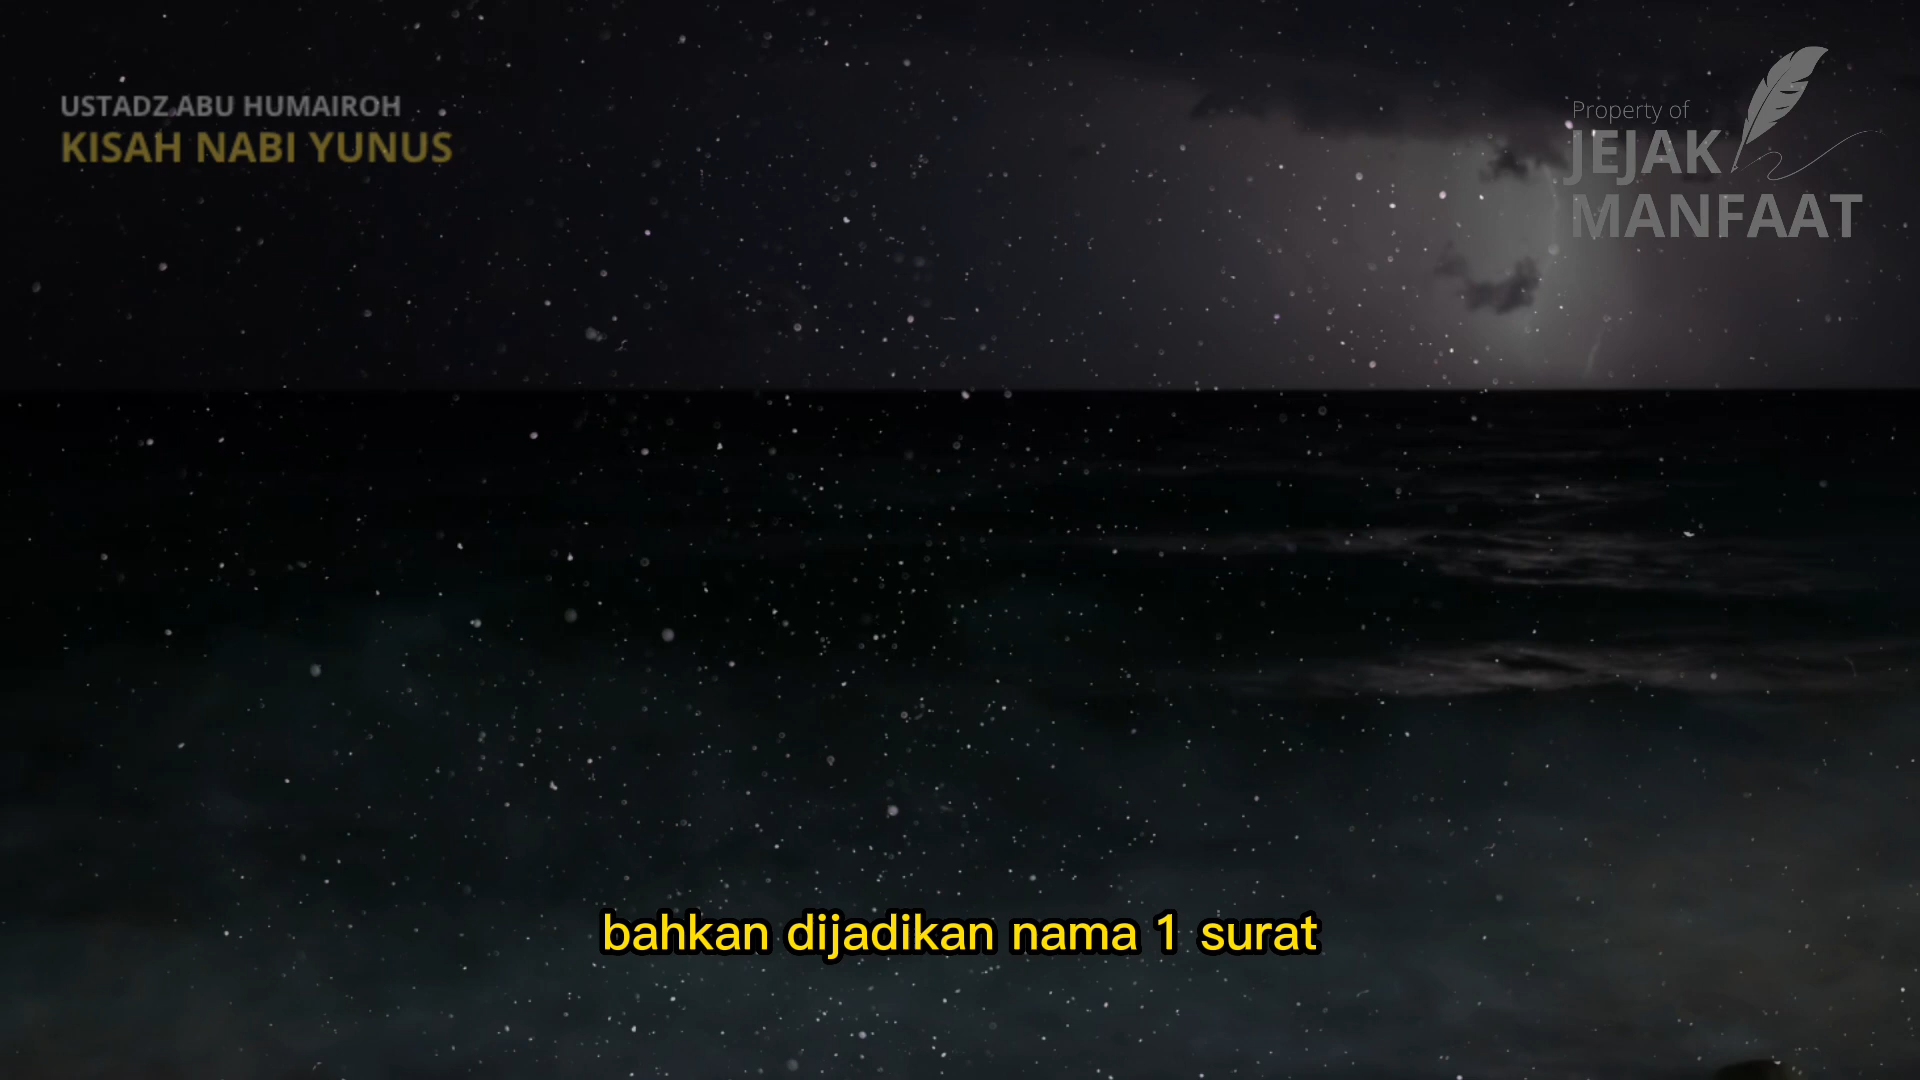 USTADZ ABU HUMAIROH
KISAH NABI YUNUS
Property of
JEJAK
MANFAAT
bahkan dijadikan nama 1 surat